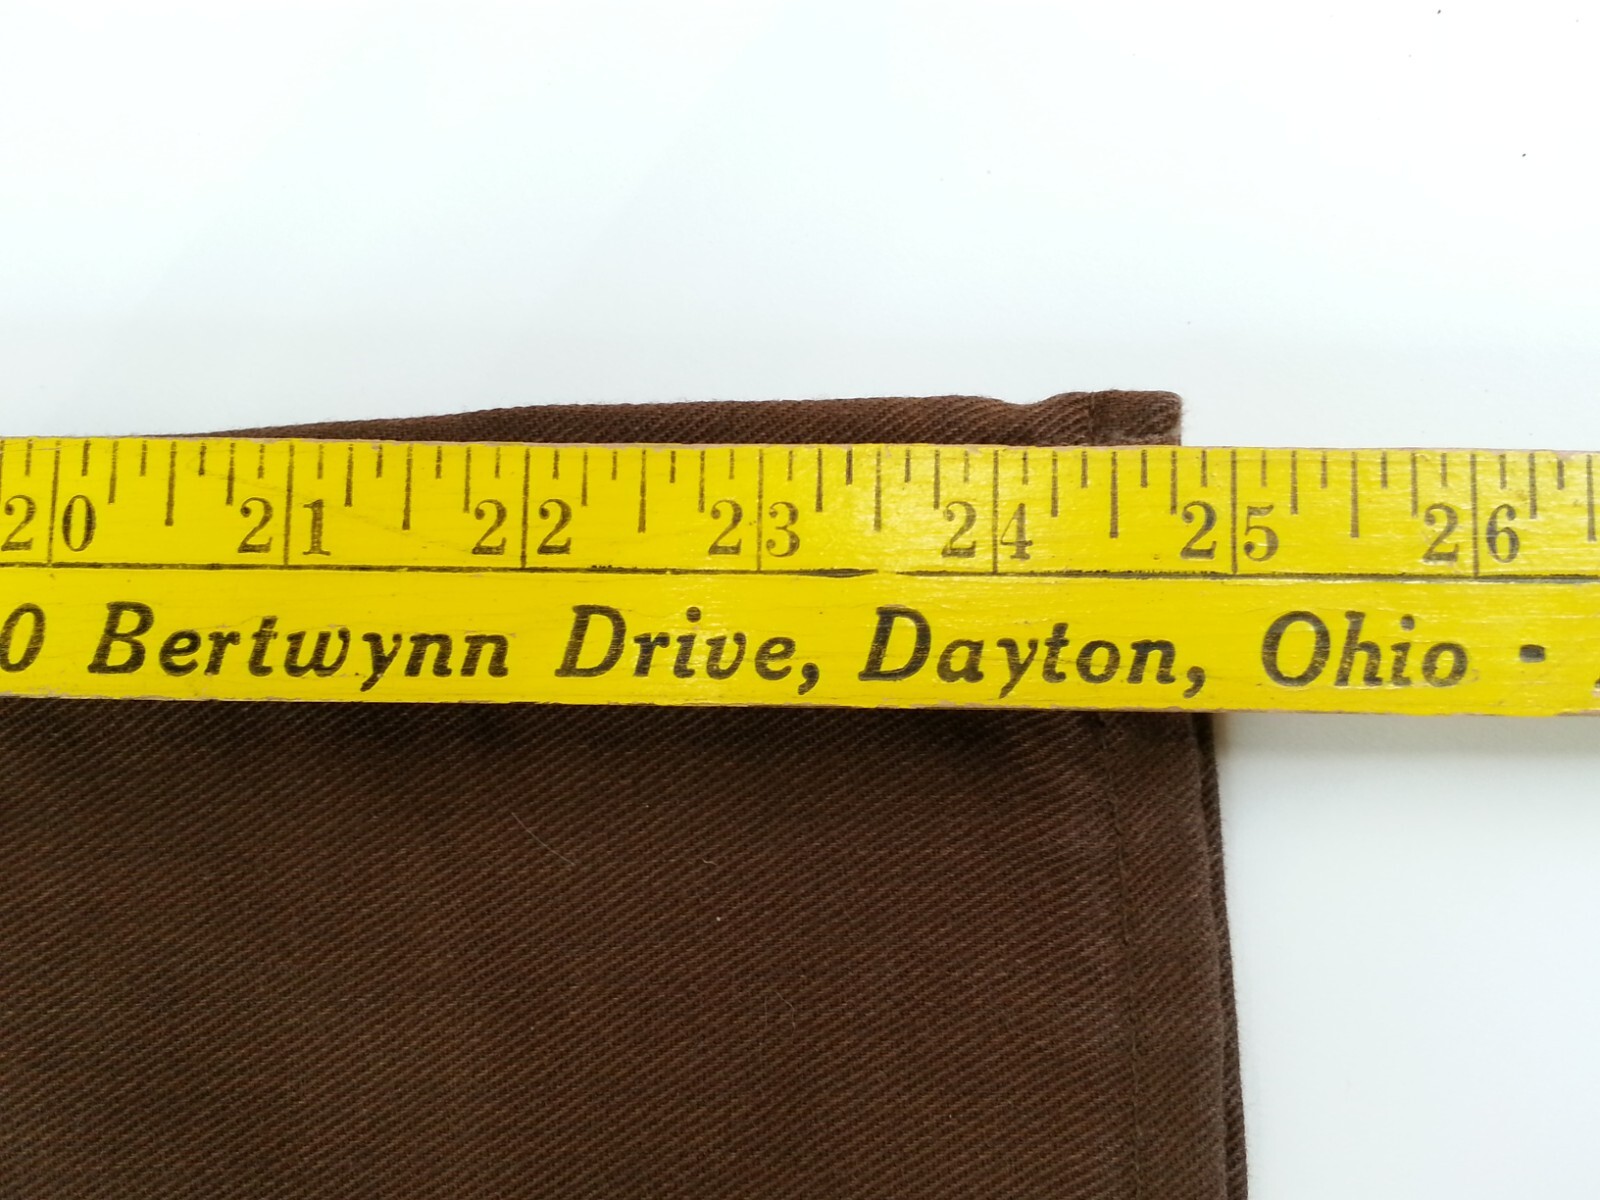 20 21 22 23 24 25 26
0 Bertwynn Drive, Dayton, Ohio •